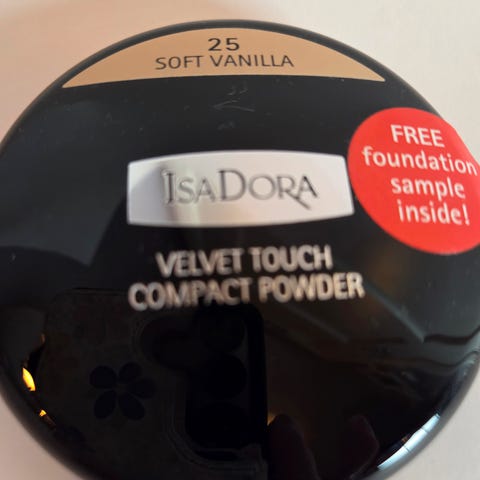 25
SOFT VANILLA
FREE
foundation
sample
inside!
ISADORA
VELVET TOUCH
COMPACT POWDER